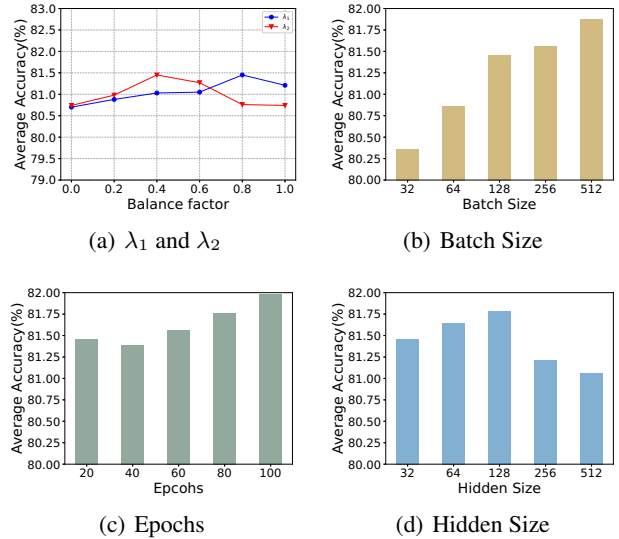 83.0
82.5
82.0
81.5
81.0
80.5
80.0
79.5
79.0
Average Accuracy(%)
λ₁
λ₂
0.0 0.2 0.4 0.6 0.8 1.0
Balance factor
(a) λ₁ and λ₂
82.00
81.75
81.50
81.25
81.00
80.75
80.50
80.25
80.00
Average Accuracy(%)
32 64 128 256 512
Batch Size
(b) Batch Size
82.00
81.75
81.50
81.25
81.00
80.75
80.50
80.25
80.00
Average Accuracy(%)
20 40 60 80 100
Epcohs
(c) Epochs
82.00
81.75
81.50
81.25
81.00
80.75
80.50
80.25
80.00
Average Accuracy(%)
32 64 128 256 512
Hidden Size
(d) Hidden Size